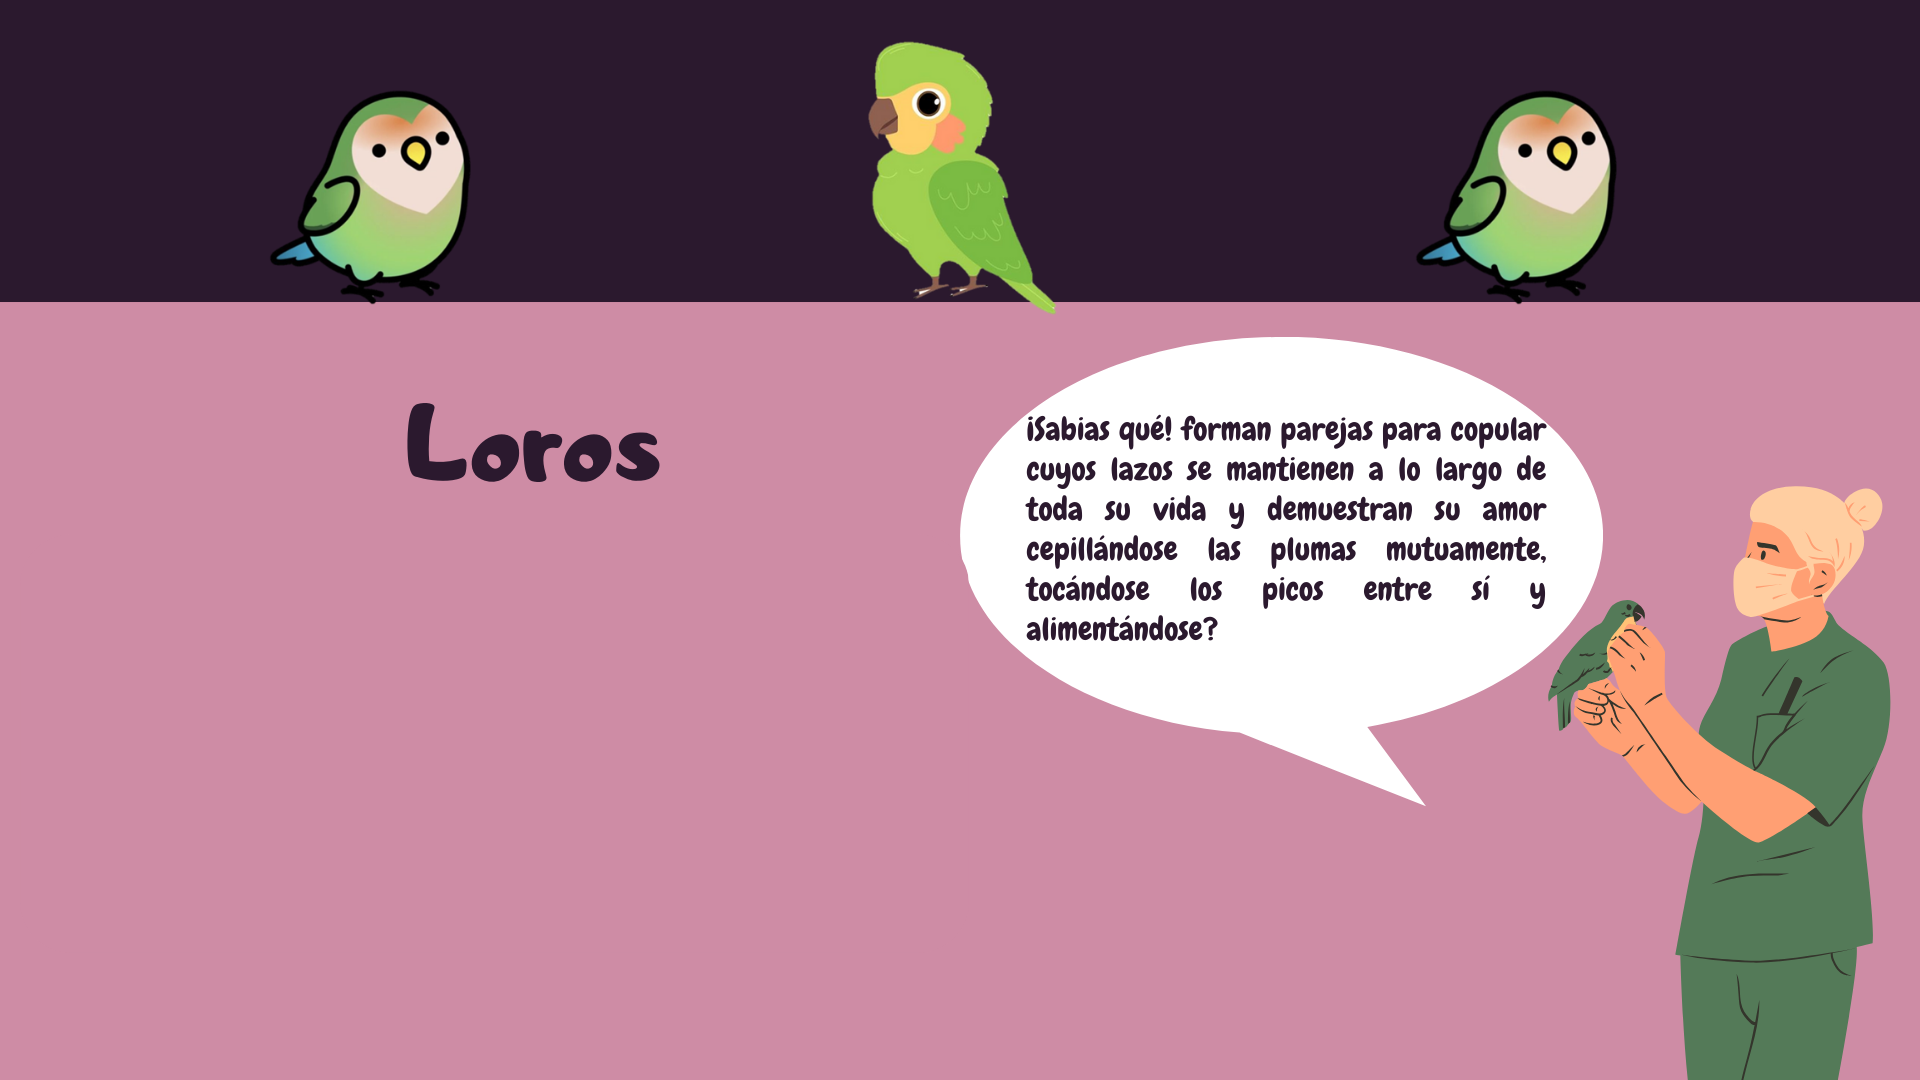 Loros
¡Sabias qué! forman parejas para copular
cuyos lazos se mantienen a lo largo de
toda su vida y demuestran su amor
cepillándose las plumas mutuamente,
tocándose los picos entre sí y
alimentándose?